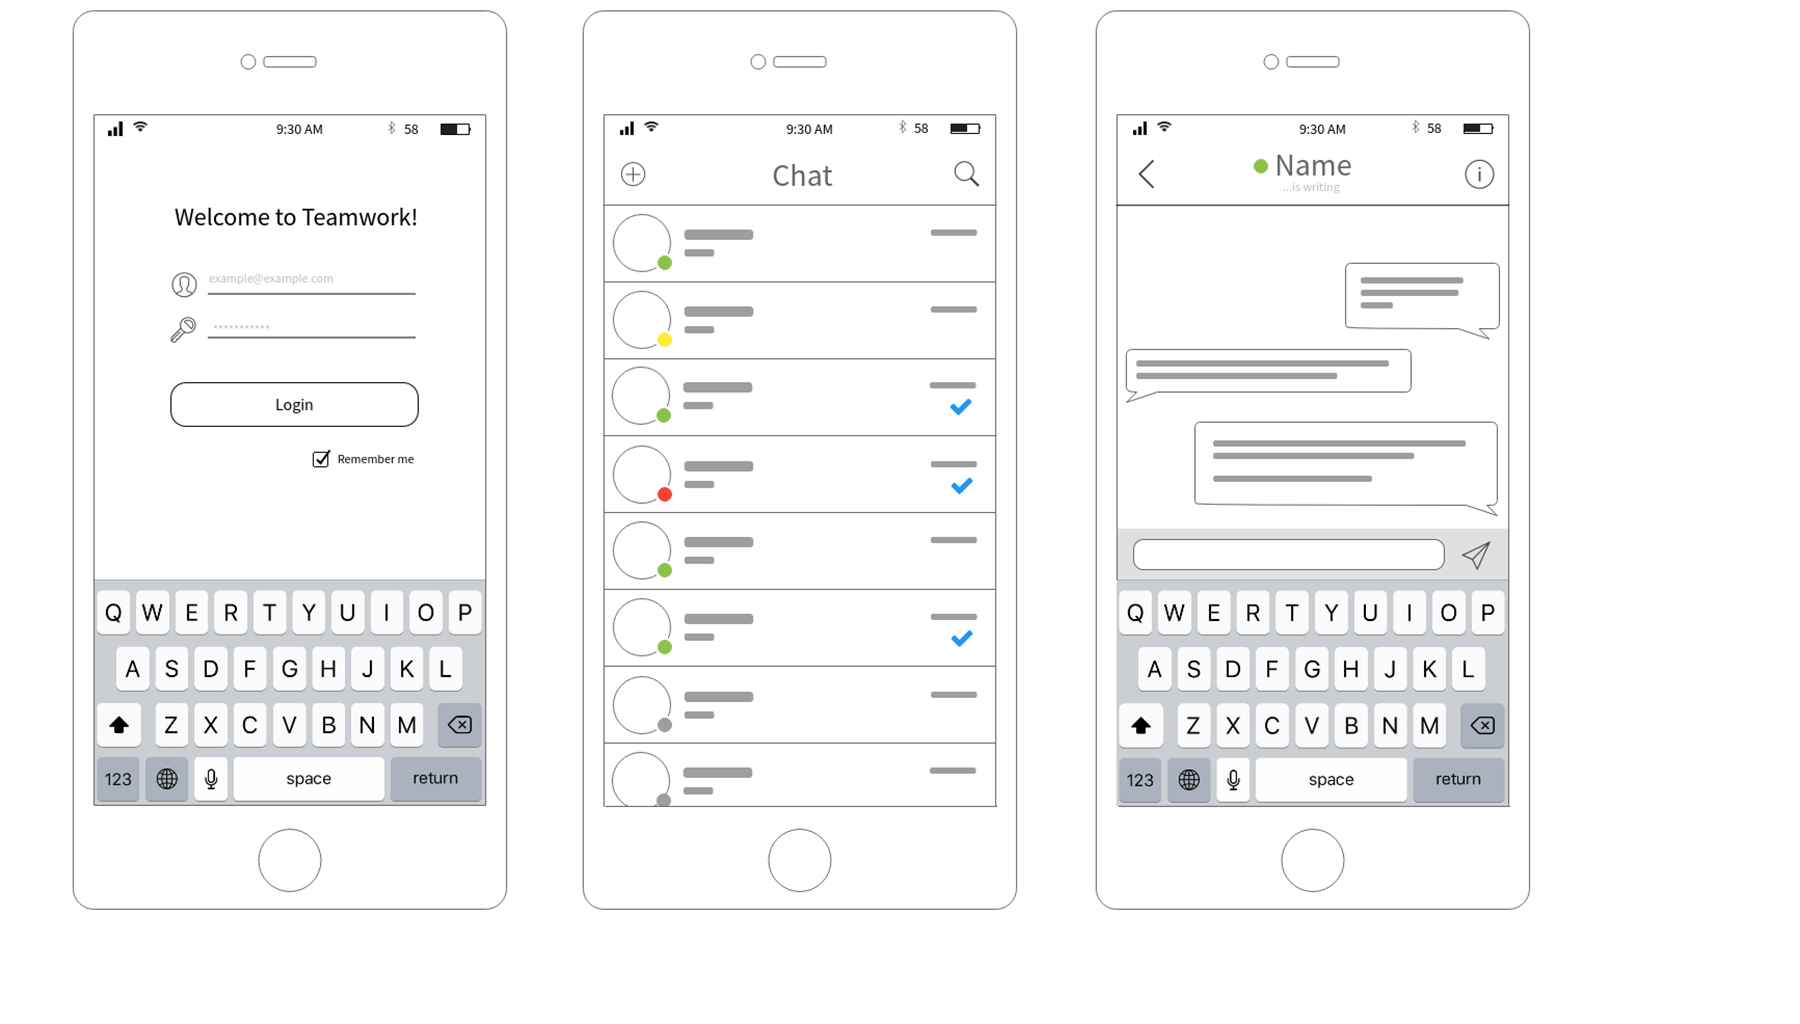 9:30 AM 58
Welcome to Teamwork!
example@example.com
***********
Login
Remember me
Q W E R T Y U I O P
A S D F G H J K L
Z X C V B N M
123 space return
9:30 AM 58
Chat
9:30 AM 58
Name
...is writing
i
Q W E R T Y U I O P
A S D F G H J K L
Z X C V B N M
123 space return